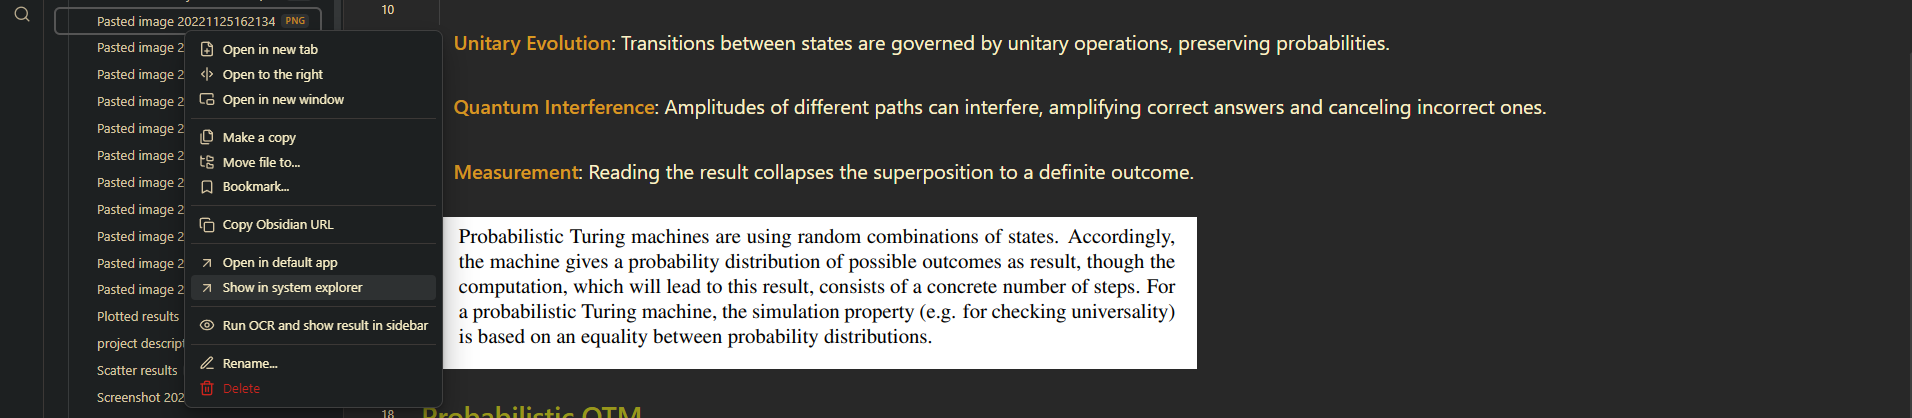 Pasted image 20221125162134 PNG
Pasted image 2
Pasted image 2
Pasted image 2
Pasted image 2
Pasted image 2
Pasted image 2
Pasted image 2
Pasted image 2
Pasted image 2
Pasted image 2
Plotted results
project descript
Scatter results
Screenshot 202
Open in new tab
Open to the right
Open in new window
Make a copy
Move file to...
Bookmark...
Copy Obsidian URL
Open in default app
Show in system explorer
Run OCR and show result in sidebar
Rename...
Delete
10
Unitary Evolution: Transitions between states are governed by unitary operations, preserving probabilities.
Quantum Interference: Amplitudes of different paths can interfere, amplifying correct answers and canceling incorrect ones.
Measurement: Reading the result collapses the superposition to a definite outcome.
Probabilistic Turing machines are using random combinations of states. Accordingly,
the machine gives a probability distribution of possible outcomes as result, though the
computation, which will lead to this result, consists of a concrete number of steps. For
a probabilistic Turing machine, the simulation property (e.g. for checking universality)
is based on an equality between probability distributions.
18
Probabilistic QTM